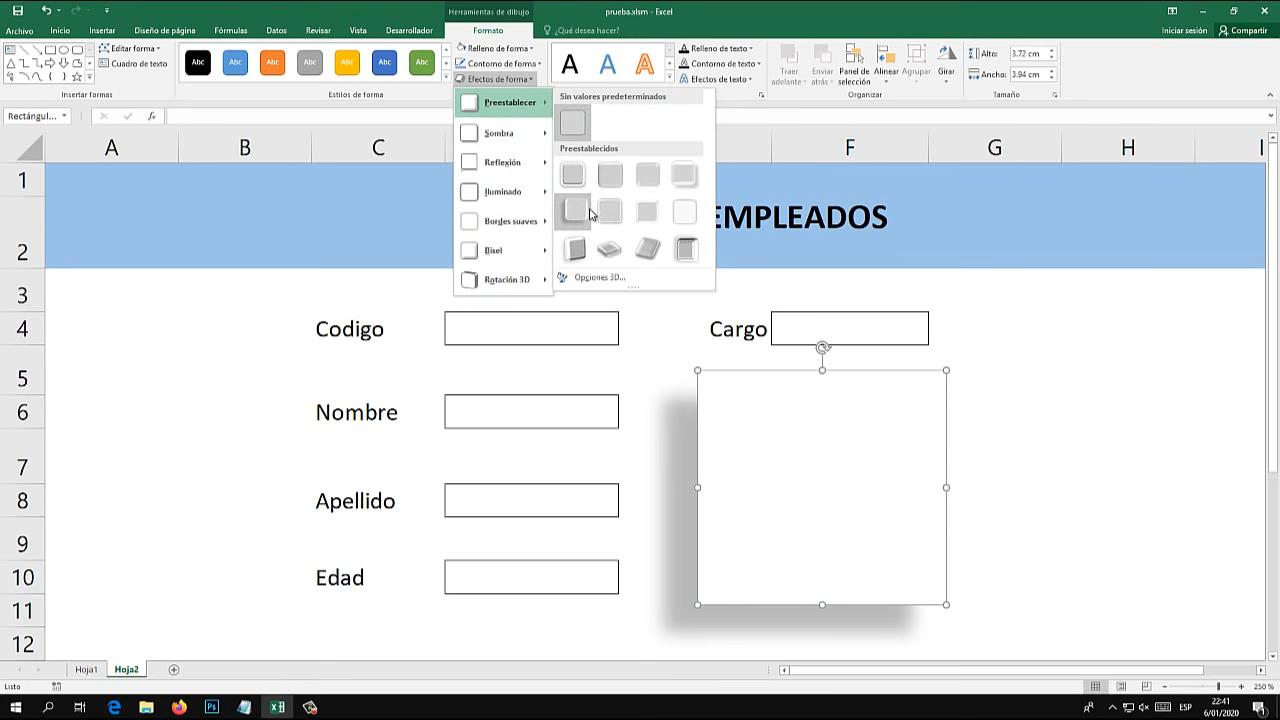 Herramientas de dibujo
prueba.xlsm - Excel
Archivo Inicio Insertar Diseño de página Fórmulas Datos Revisar Vista Desarrollador Formato ¿Qué desea hacer? Iniciar sesión Compartir
Editar forma
Cuadro de texto
Insertar formas
Abc Abc Abc Abc Abc Abc Abc
Estilos de forma
Relleno de forma
Contorno de forma
Efectos de forma
A A A
Relleno de texto
Contorno de texto
Efectos de texto
Traer adelante
Enviar atrás
Panel de selección
Alinear
Agrupar
Girar
Organizar
Alto: 3.72 cm
Ancho: 3.94 cm
Tamaño
Rectángul...
fx
Preestablecer
Sombra
Reflexión
Iluminado
Bordes suaves
Bisel
Rotación 3D
Sin valores predeterminados
Preestablecidos
Opciones 3D...
A B C F G H I
1
2
3
4
5
6
7
8
9
10
11
12
EMPLEADOS
Codigo
Cargo
Nombre
Apellido
Edad
Hoja1 Hoja2
Listo
250 %
ESP
22:41
6/01/2020